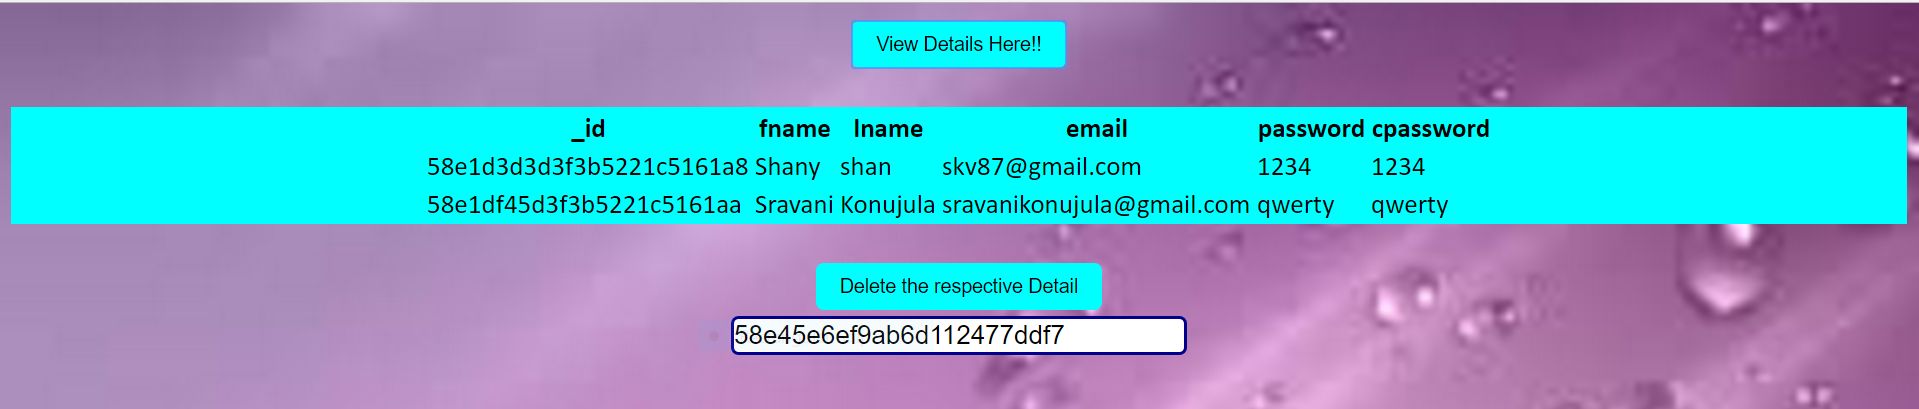 View Details Here!!
_id fname lname email password cpassword
58e1d3d3d3f3b5221c5161a8 Shany shan skv87@gmail.com 1234 1234
58e1df45d3f3b5221c5161aa Sravani Konujula sravanikonujula@gmail.com qwerty qwerty
Delete the respective Detail
58e45e6ef9ab6d112477ddf7